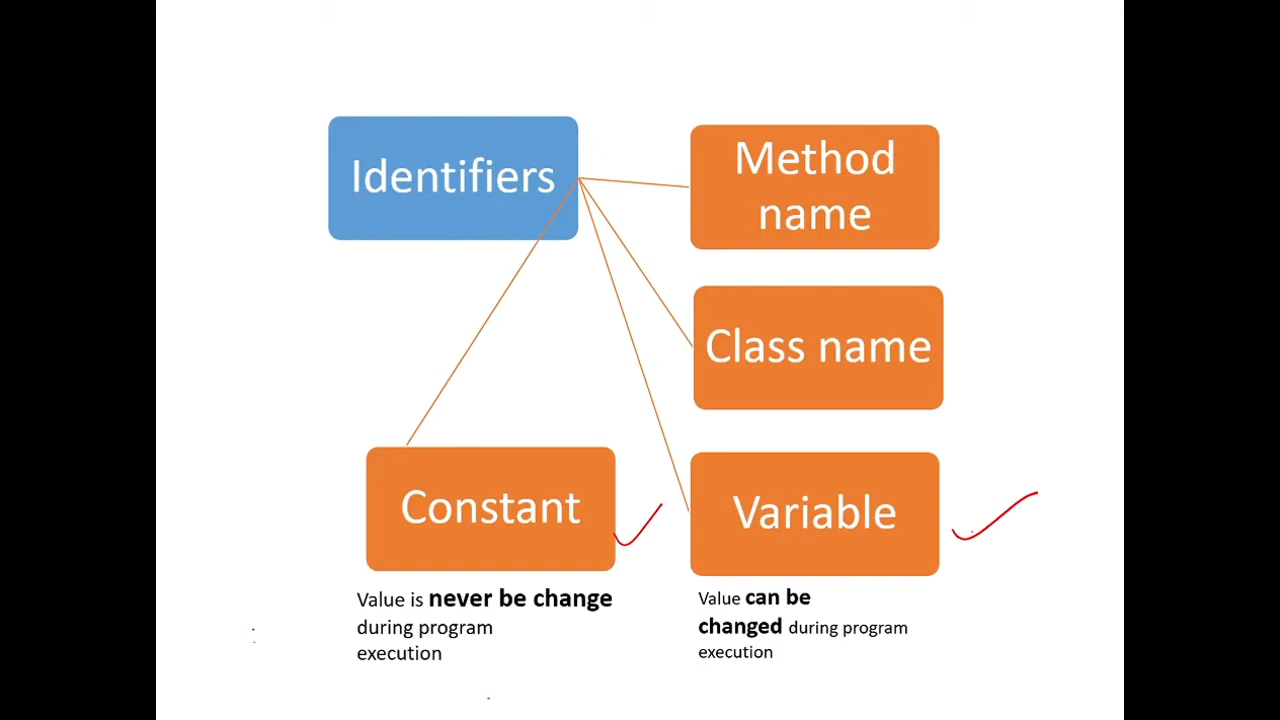 Identifiers
Method
name
Class name
Constant
Variable
Value is never be change
during program
execution
Value can be
changed during program
execution